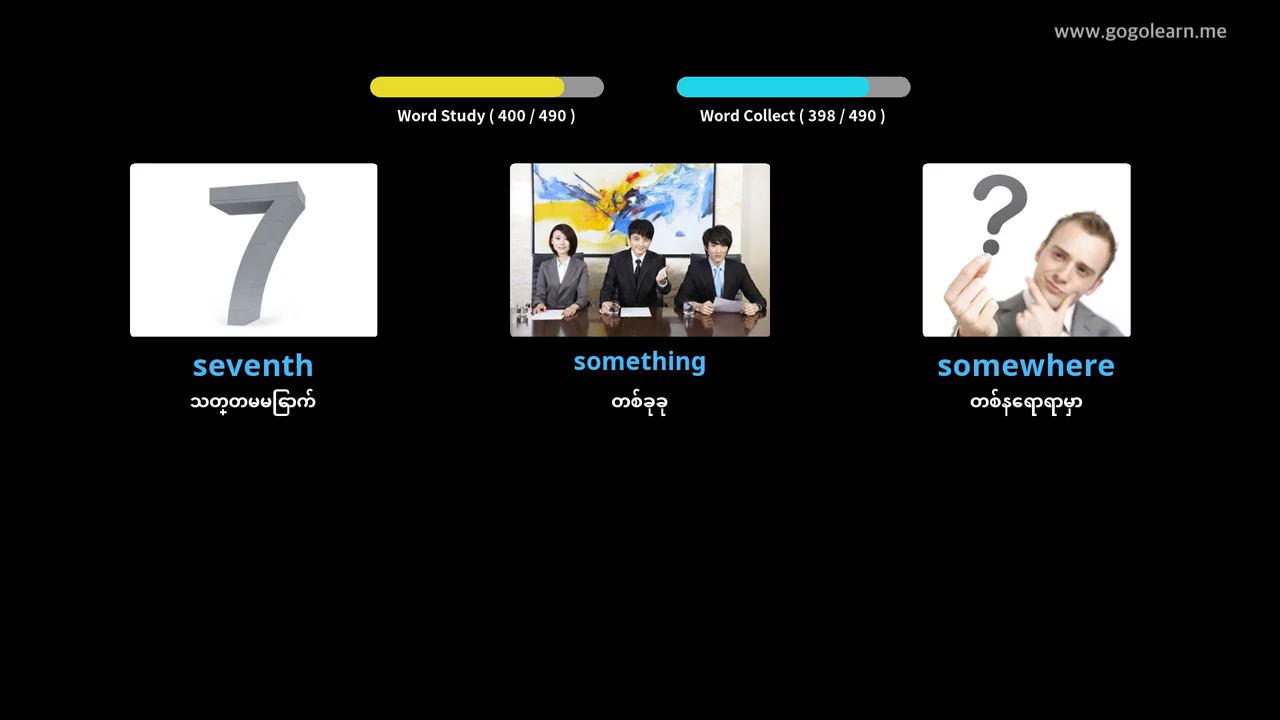 www.gogolearn.me
Word Study ( 400 / 490 )
Word Collect ( 398 / 490 )
seventh
something
somewhere
သတ္တမမြောက်
တစ်ခုခု
တစ်နေရာရာမှာ